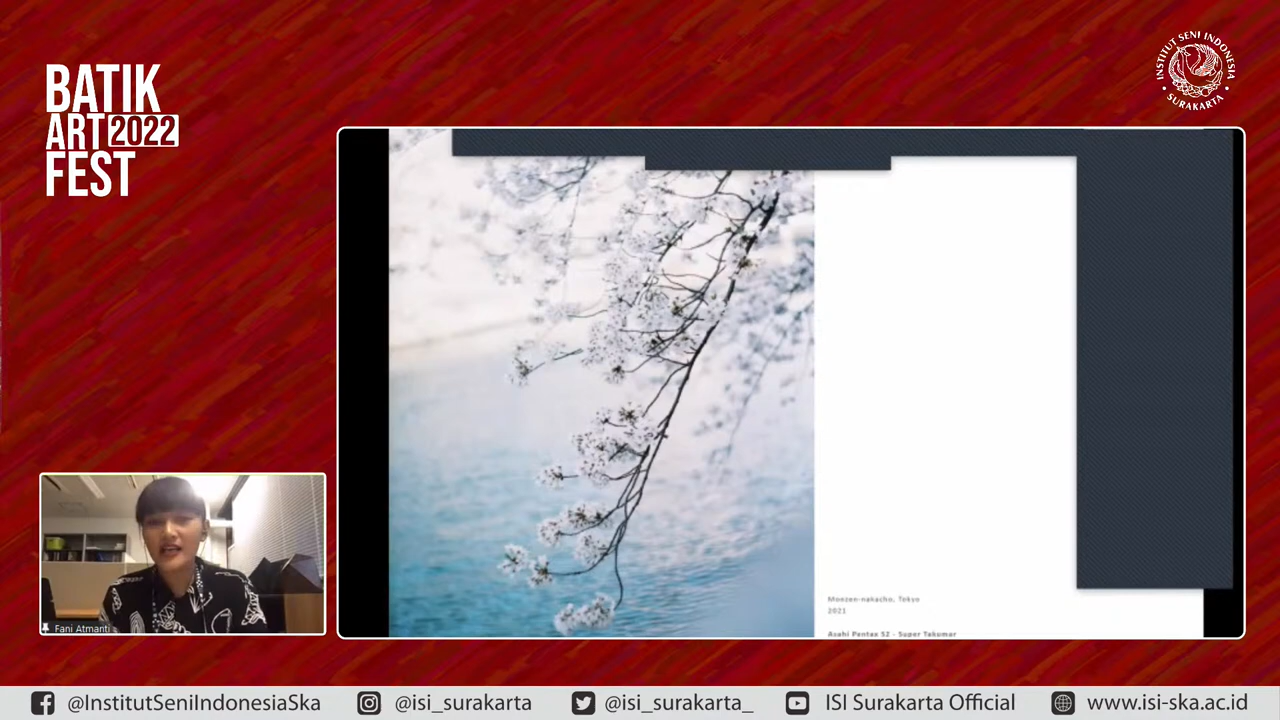 BATIK
ART 2022
FEST
INSTITUT SENI INDONESIA
• SURAKARTA •
Monzen-nakacho, Tokyo
2021
Asahi Pentax S2 - Super Takumar
Fani Atmanti
@InstitutSeniIndonesiaSka
@isi_surakarta
@isi_surakarta_
ISI Surakarta Official
www.isi-ska.ac.id